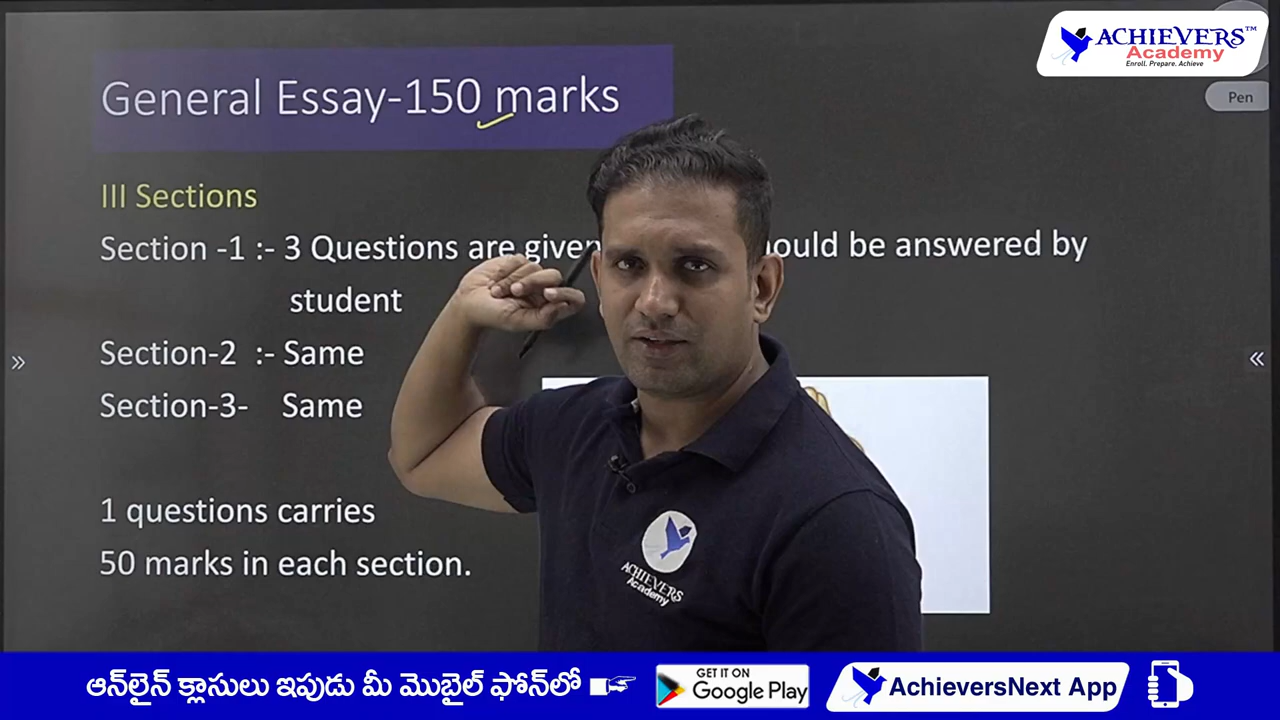 ACHIEVERS™
Academy
Enroll. Prepare. Achieve
Pen
General Essay-150 marks
III Sections
Section -1 :- 3 Questions are given ould be answered by
student
Section-2 :- Same
Section-3- Same
1 questions carries
50 marks in each section.
ACHIEVERS
Academy
ఆన్‌లైన్ క్లాసులు ఇపుడు మీ మొబైల్ ఫోన్‌లో
GET IT ON
Google Play
AchieversNext App